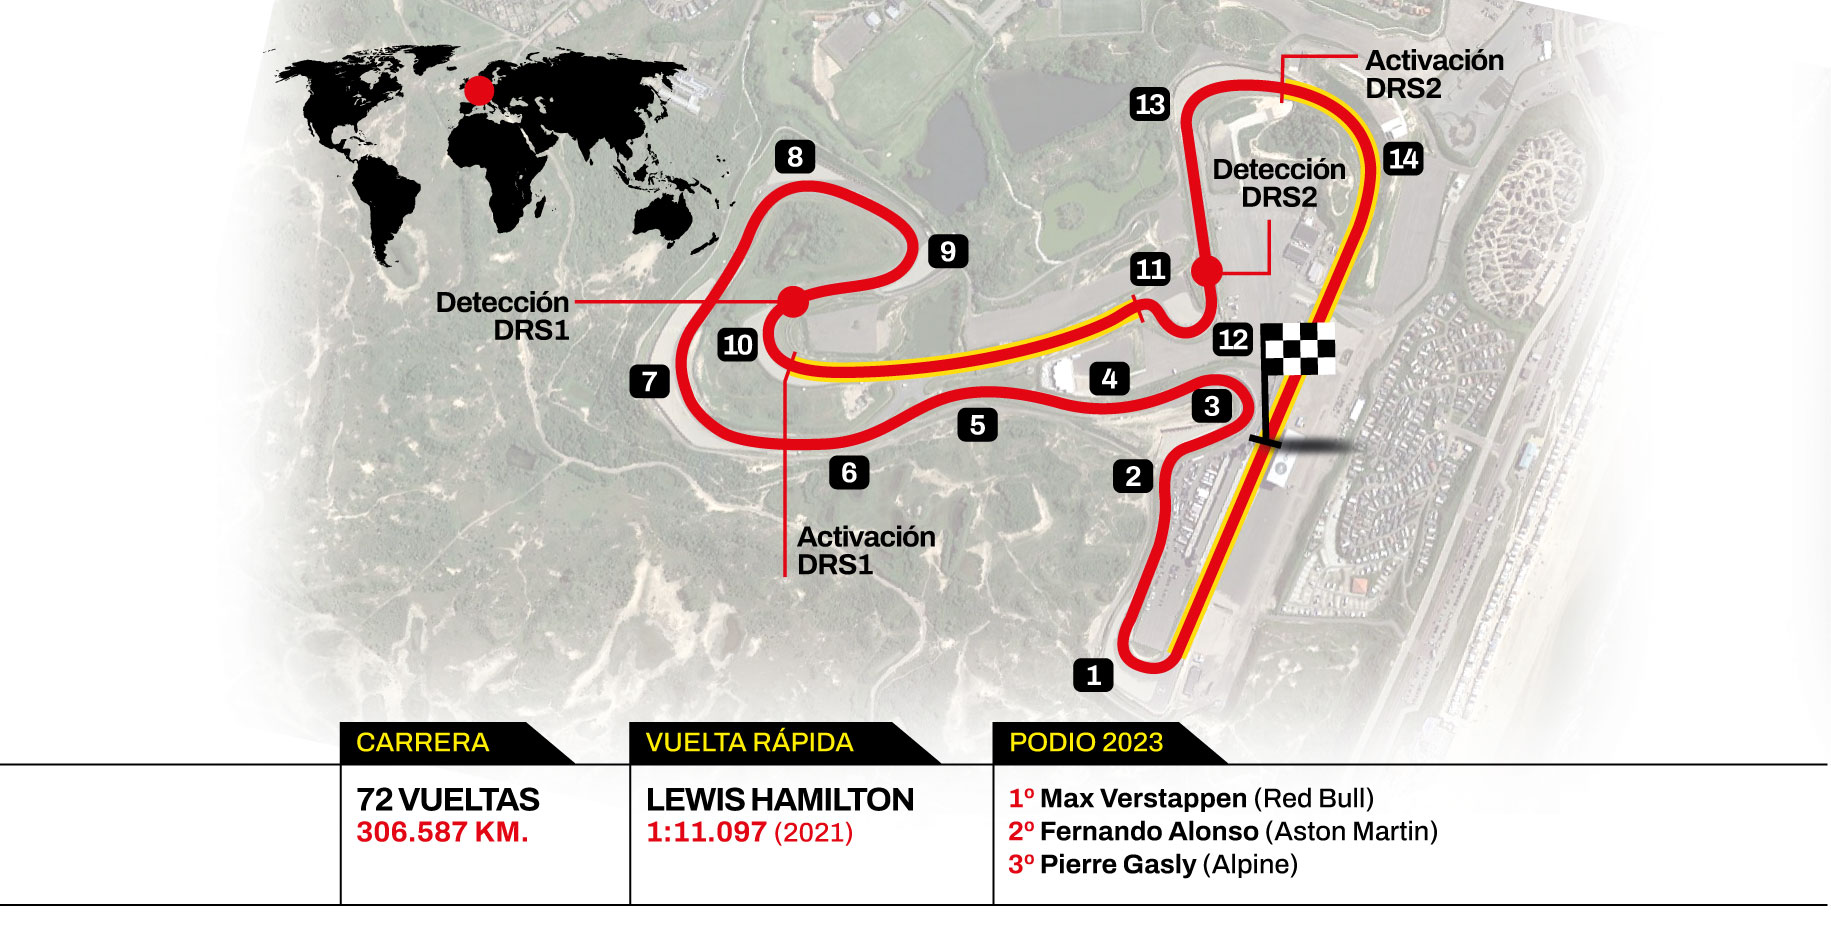 Activación
DRS2
13
14
8
Detección
DRS2
9
11
Detección
DRS1
10
12
7
4
3
5
6
2
Activación
DRS1
1
CARRERA
72 VUELTAS
306.587 KM.
VUELTA RÁPIDA
LEWIS HAMILTON
1:11.097 (2021)
PODIO 2023
1º Max Verstappen (Red Bull)
2º Fernando Alonso (Aston Martin)
3º Pierre Gasly (Alpine)